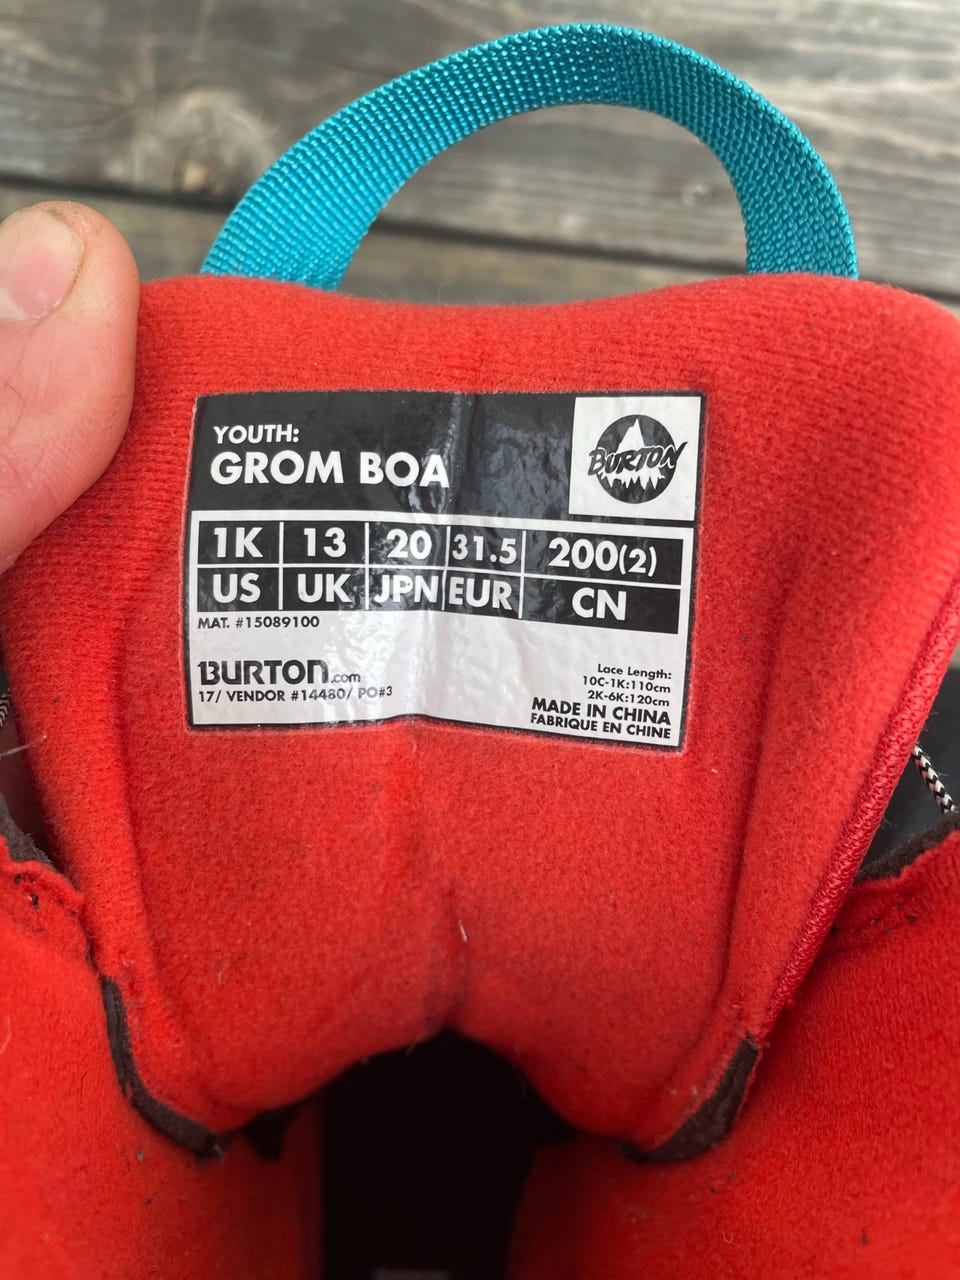 YOUTH:
GROM BOA
BURTON
1K 13 20 31.5 200(2)
US UK JPN EUR CN
MAT. #15089100
BURTON.com
17/ VENDOR #14480/ PO#3
Lace Length:
10C-1K:110cm
2K-6K:120cm
MADE IN CHINA
FABRIQUE EN CHINE